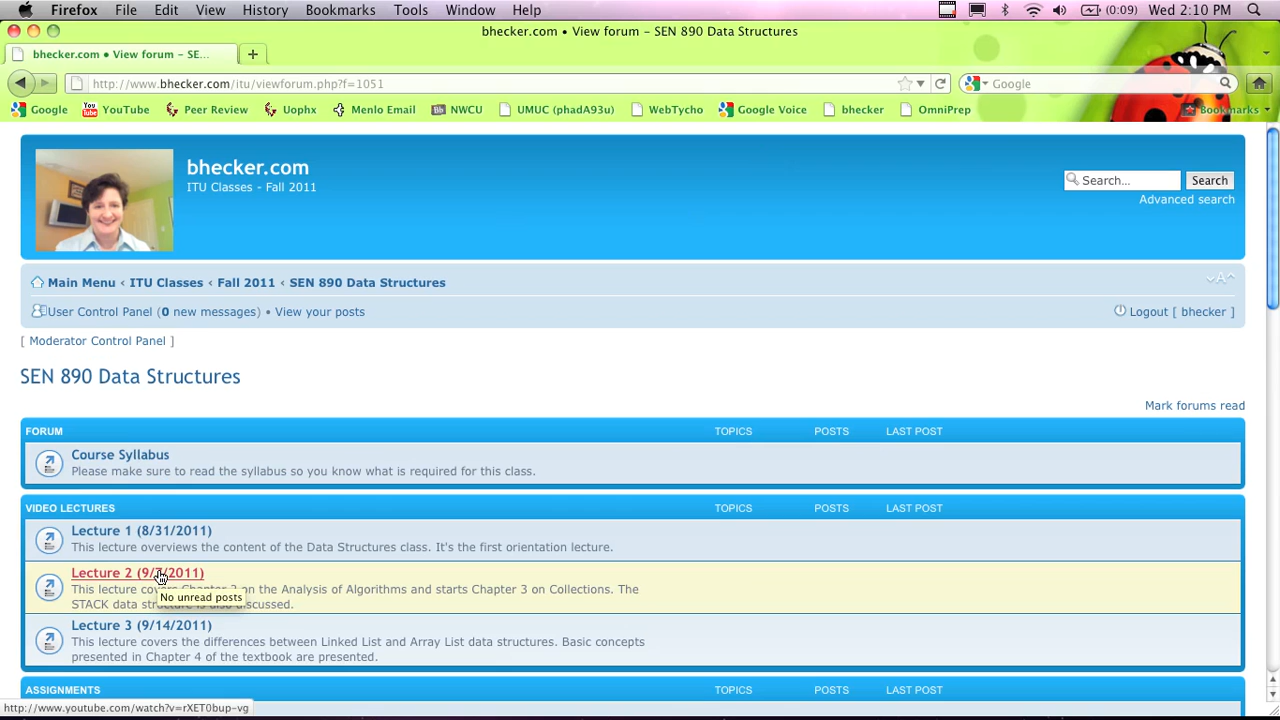 Firefox File Edit View History Bookmarks Tools Window Help (0:09) Wed 2:10 PM
bhecker.com • View forum – SEN 890 Data Structures
bhecker.com • View forum – SE... +
http://www.bhecker.com/itu/viewforum.php?f=1051 Google
Google YouTube Peer Review Uophx Menlo Email NWCU UMUC (phadA93u) WebTycho Google Voice bhecker OmniPrep Bookmarks
bhecker.com
ITU Classes - Fall 2011
Search... Search
Advanced search
Main Menu ‹ ITU Classes ‹ Fall 2011 ‹ SEN 890 Data Structures
User Control Panel (0 new messages) • View your posts Logout [ bhecker ]
[ Moderator Control Panel ]
SEN 890 Data Structures
Mark forums read
FORUM TOPICS POSTS LAST POST
Course Syllabus
Please make sure to read the syllabus so you know what is required for this class.
VIDEO LECTURES TOPICS POSTS LAST POST
Lecture 1 (8/31/2011)
This lecture overviews the content of the Data Structures class. It's the first orientation lecture.
Lecture 2 (9/7/2011)
This lecture covers Chapter 2 on the Analysis of Algorithms and starts Chapter 3 on Collections. The
STACK data structure is also discussed.
No unread posts
Lecture 3 (9/14/2011)
This lecture covers the differences between Linked List and Array List data structures. Basic concepts
presented in Chapter 4 of the textbook are presented.
ASSIGNMENTS TOPICS POSTS LAST POST
http://www.youtube.com/watch?v=rXET0bup-vg